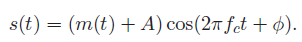 s(t) = (m(t) + A) cos(2πf_ct + ϕ).